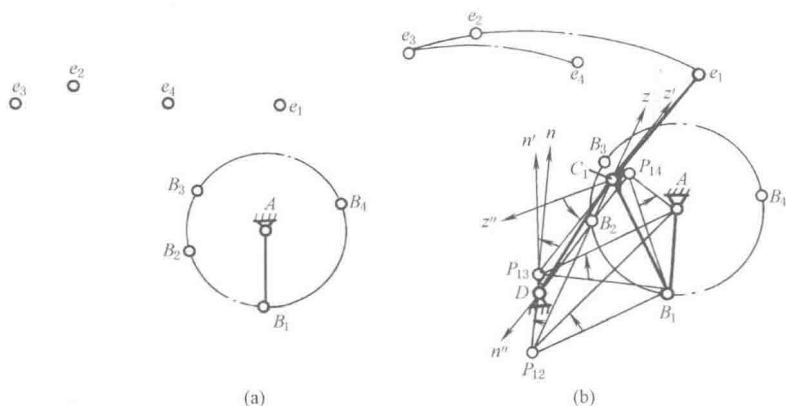 e₃
e₂
e₄
e₁
B₃
A
B₄
B₂
B₁
(a)
e₂
e₃
e₄
e₁
z
z'
n'
n
B₃
C₁
P₁₄
A
B₄
z''
B₂
P₁₃
D
B₁
n''
P₁₂
(b)